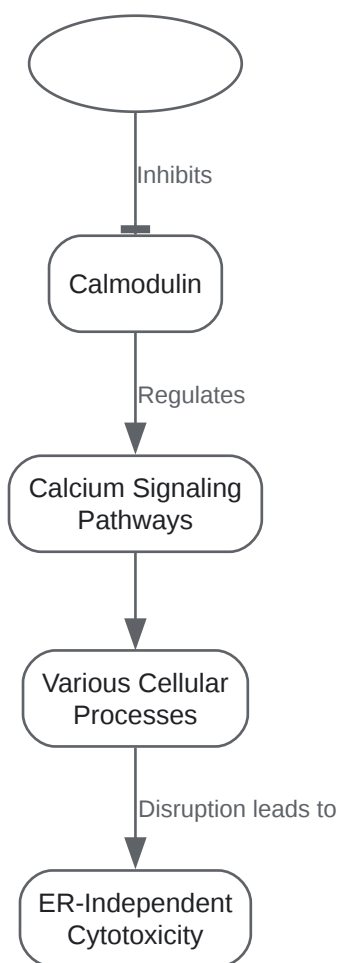 Inhibits
Calmodulin
Regulates
Calcium Signaling
Pathways
Various Cellular
Processes
Disruption leads to
ER-Independent
Cytotoxicity